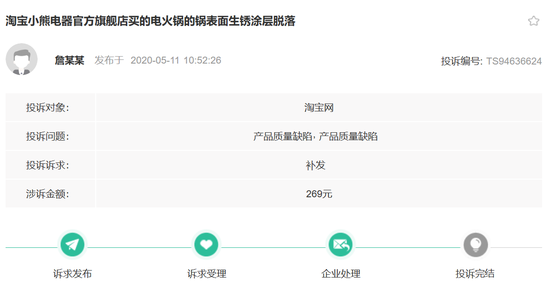 淘宝小熊电器官方旗舰店买的电火锅的锅表面生锈涂层脱落
詹某某 发布于 2020-05-11 10:52:26 投诉编号: TS94636624
投诉对象: 淘宝网
投诉问题: 产品质量缺陷· 产品质量缺陷
投诉诉求: 补发
涉诉金额: 269元
诉求发布 诉求受理 企业处理 投诉完结